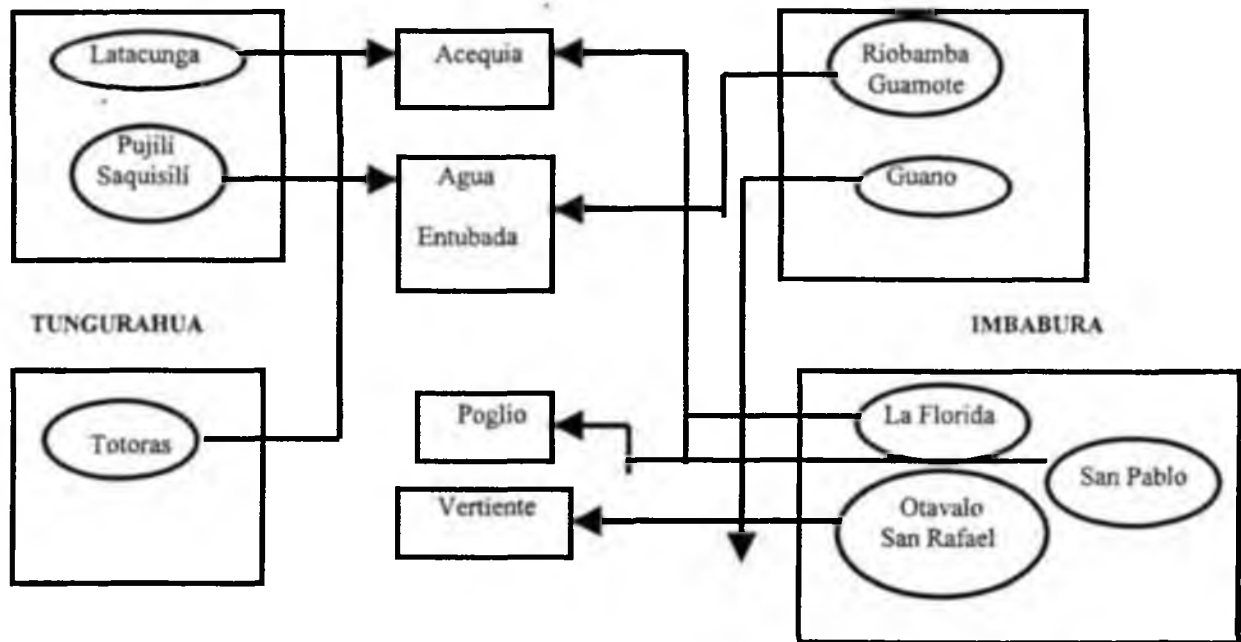 Latacunga
Acequia
Riobamba
Guamote
Pujilí
Saquisilí
Agua
Entubada
Guano
TUNGURAHUA
IMBABURA
Totoras
Poglio
La Florida
San Pablo
Vertiente
Otavalo
San Rafael